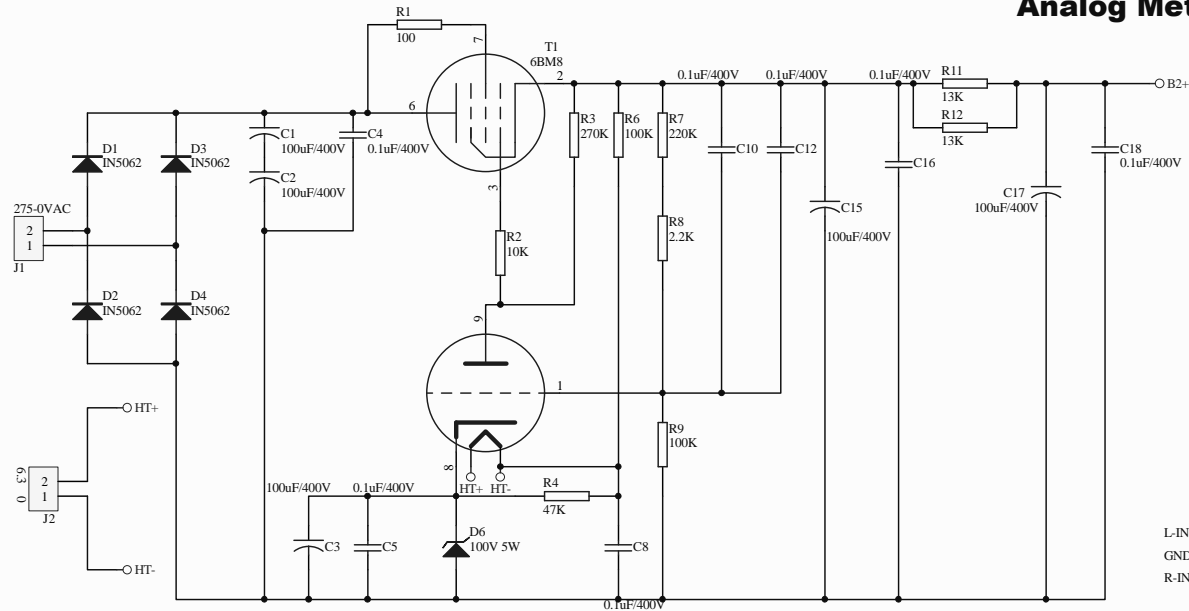 Analog Met
R1
100
7
T1
6BM8
2
0.1uF/400V
0.1uF/400V
0.1uF/400V
R11
13K
B2+
6
R3
270K
R6
100K
R7
220K
R12
13K
C1
100uF/400V
C4
0.1uF/400V
D1
IN5062
D3
IN5062
C2
100uF/400V
C10
C12
C16
C18
0.1uF/400V
3
C17
100uF/400V
275-0VAC
2
1
J1
C15
100uF/400V
R2
10K
R8
2.2K
D2
IN5062
D4
IN5062
9
1
HT+
R9
100K
8
6.3
0
2
1
J2
HT+
HT-
100uF/400V
0.1uF/400V
R4
47K
C3
C5
D6
100V 5W
C8
HT-
0.1uF/400V
L-IN
GND
R-IN